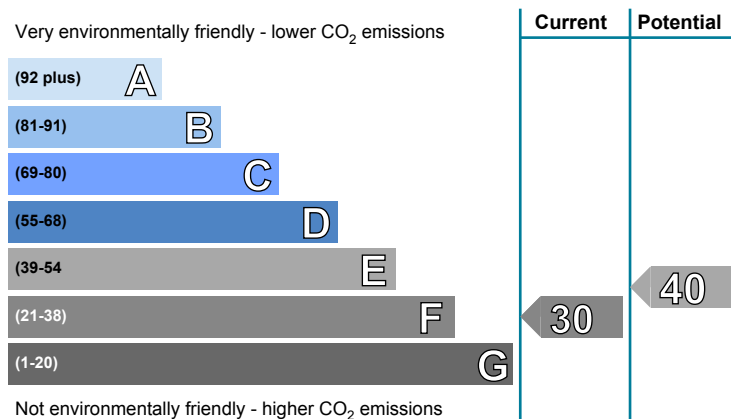 Current Potential
Very environmentally friendly - lower CO2 emissions
(92 plus) A
(81-91) B
(69-80) C
(55-68) D
(39-54 E
(21-38) F
(1-20) G
30
40
Not environmentally friendly - higher CO2 emissions